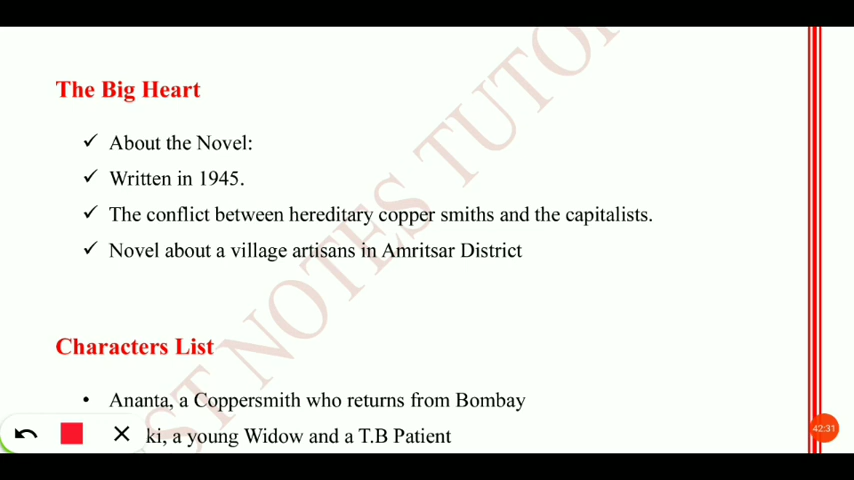 The Big Heart
✓ About the Novel:
✓ Written in 1945.
✓ The conflict between hereditary copper smiths and the capitalists.
✓ Novel about a village artisans in Amritsar District
Characters List
• Ananta, a Coppersmith who returns from Bombay
ki, a young Widow and a T.B Patient
42:31
NOTES TUTOR